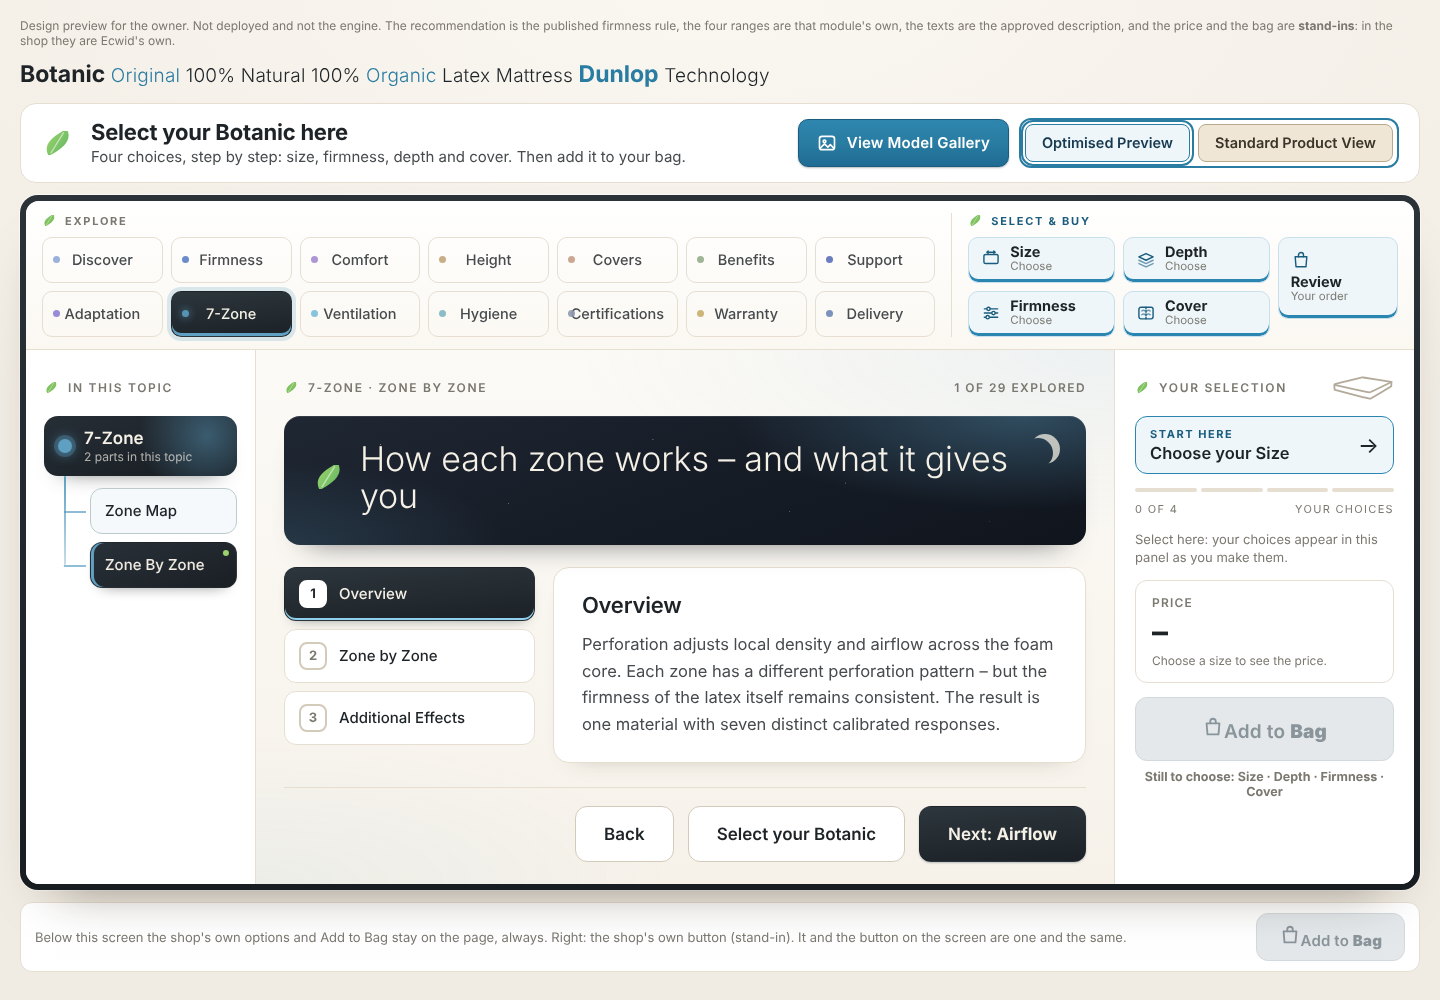 Design preview for the owner. Not deployed and not the engine. The recommendation is the published firmness rule, the four ranges are that module's own, the texts are the approved description, and the price and the bag are stand-ins: in the
shop they are Ecwid's own.
Botanic Original 100% Natural 100% Organic Latex Mattress Dunlop Technology
Select your Botanic here
Four choices, step by step: size, firmness, depth and cover. Then add it to your bag.
View Model Gallery
Optimised Preview
Standard Product View
EXPLORE
Discover
Firmness
Comfort
Height
Covers
Benefits
Support
Adaptation
7-Zone
Ventilation
Hygiene
Certifications
Warranty
Delivery
SELECT & BUY
Size
Choose
Depth
Choose
Firmness
Choose
Cover
Choose
Review
Your order
IN THIS TOPIC
7-Zone
2 parts in this topic
Zone Map
Zone By Zone
7-ZONE · ZONE BY ZONE
1 OF 29 EXPLORED
How each zone works – and what it gives
you
1 Overview
2 Zone by Zone
3 Additional Effects
Overview
Perforation adjusts local density and airflow across the foam
core. Each zone has a different perforation pattern – but the
firmness of the latex itself remains consistent. The result is
one material with seven distinct calibrated responses.
Back
Select your Botanic
Next: Airflow
YOUR SELECTION
START HERE
Choose your Size
0 OF 4
YOUR CHOICES
Select here: your choices appear in this
panel as you make them.
PRICE
–
Choose a size to see the price.
Add to Bag
Still to choose: Size · Depth · Firmness ·
Cover
Below this screen the shop's own options and Add to Bag stay on the page, always. Right: the shop's own button (stand-in). It and the button on the screen are one and the same.
Add to Bag